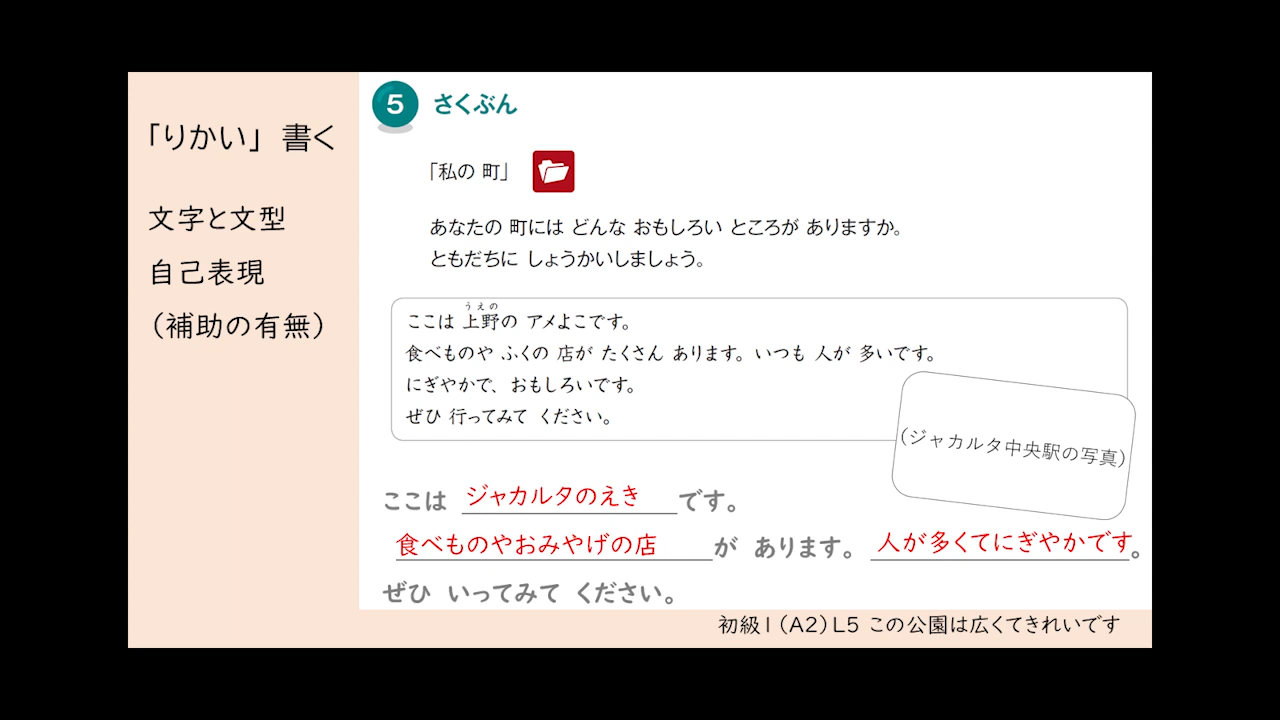 「りかい」 書く
文字と文型
自己表現
(補助の有無)
5 さくぶん
「私の 町」
あなたの 町には どんな おもしろい ところが ありますか。
ともだちに しょうかいしましょう。
うえの
ここは 上野の アメよこです。
食べものや ふくの 店が たくさん あります。いつも 人が 多いです。
にぎやかで、おもしろいです。
ぜひ 行ってみて ください。
(ジャカルタ中央駅の写真)
ここは ジャカルタのえき です。
食べものやおみやげの店 が あります。 人が多くてにぎやかです。
ぜひ いってみて ください。
初級1(A2)L5 この公園は広くてきれいです